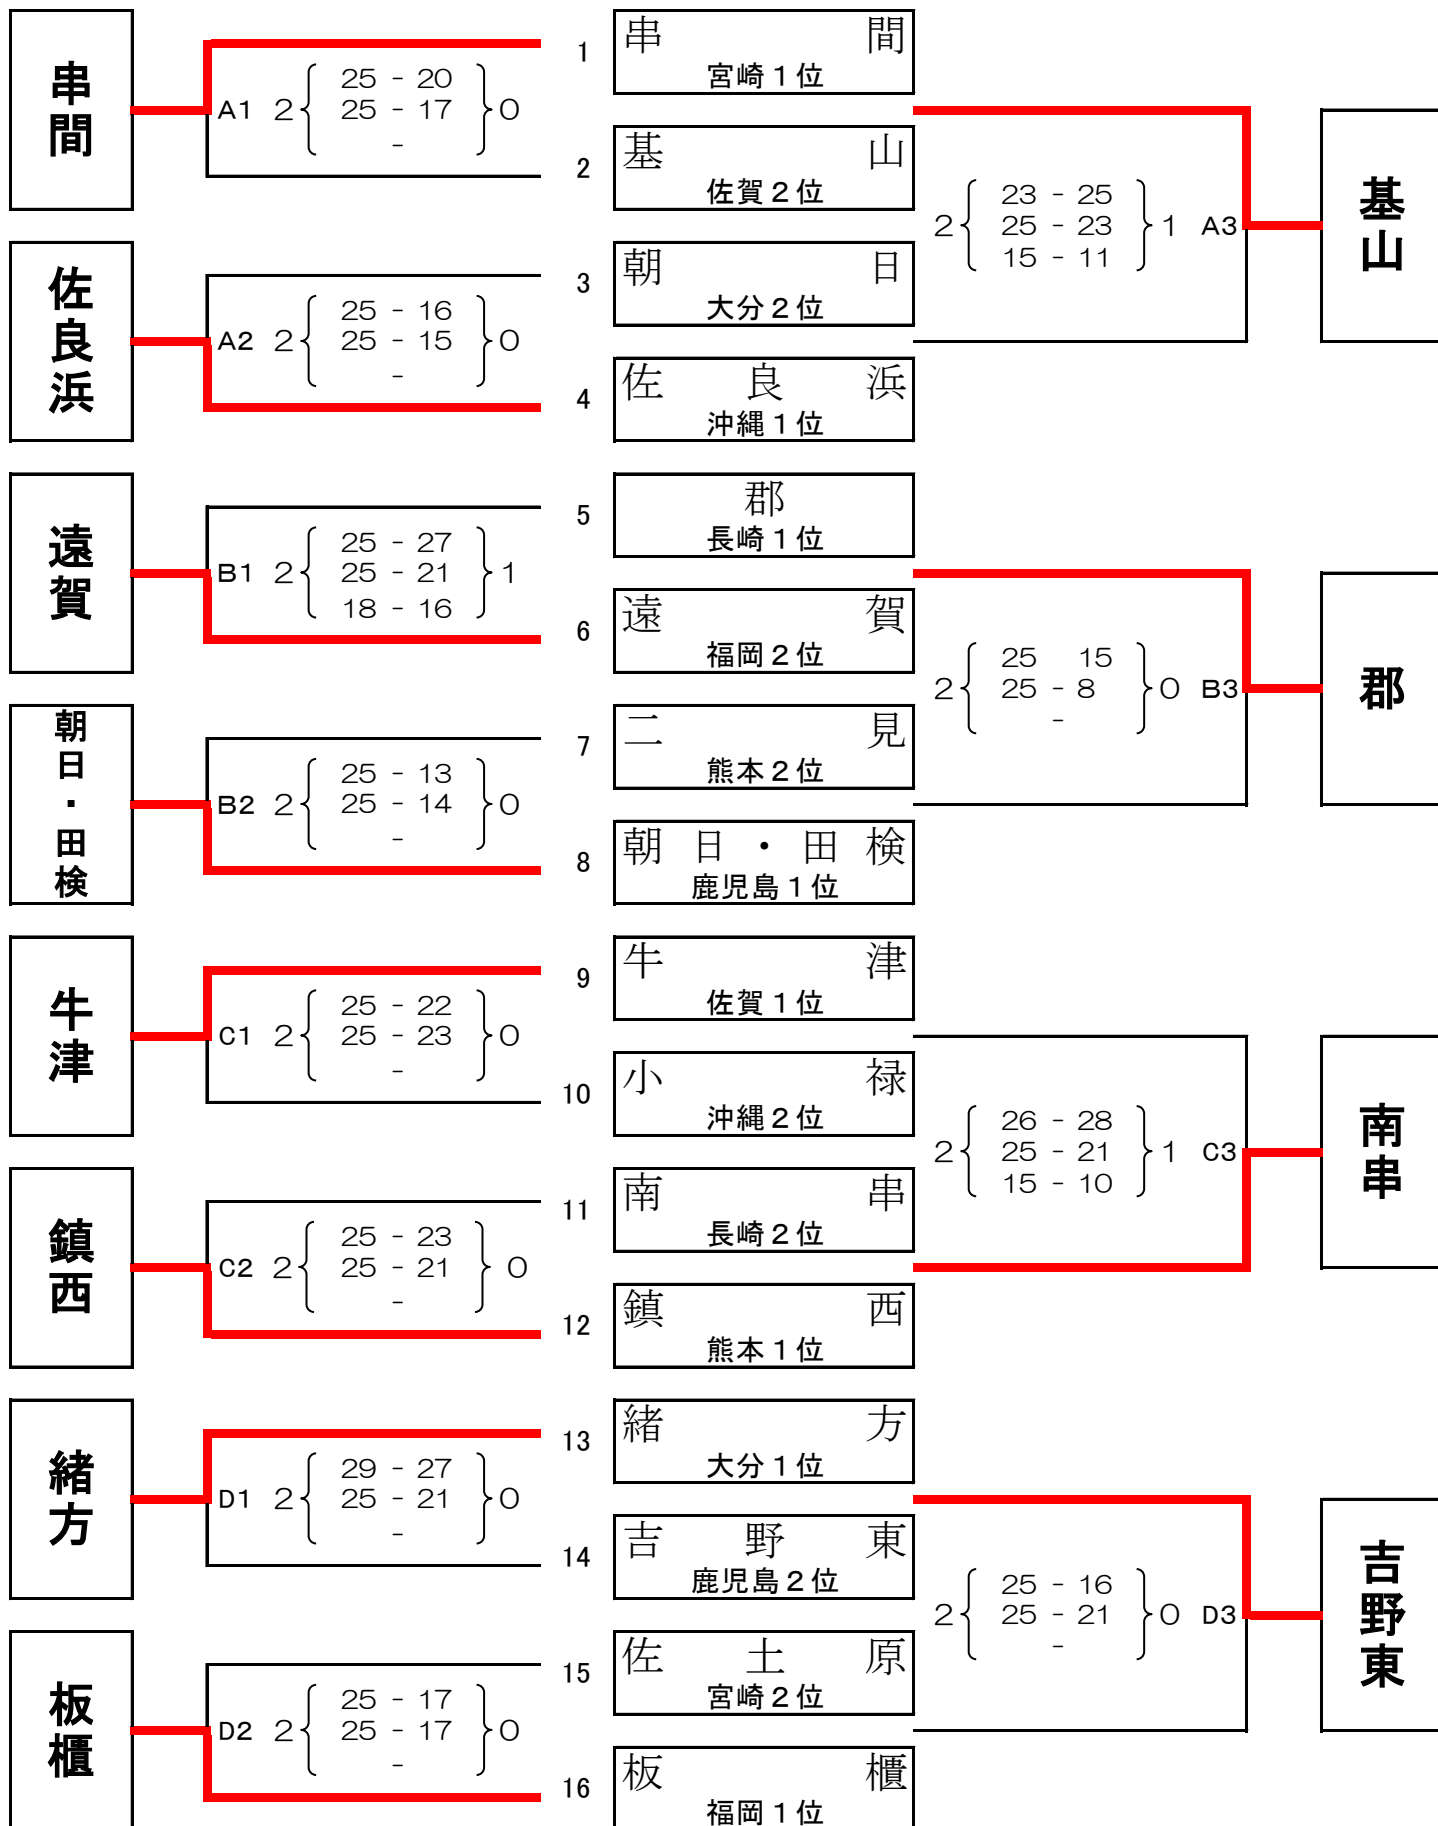 串間
A1 2 { 25 - 20 } 0
25 - 17
-
1 串間
宮崎1位
2 基山
佐賀2位
佐良浜
A2 2 { 25 - 16 } 0
25 - 15
-
3 朝日
大分2位
4 佐良浜
沖縄1位
2 { 23 - 25 } 1 A3
25 - 23
15 - 11
基山
遠賀
B1 2 { 25 - 27 } 1
25 - 21
18 - 16
5 郡
長崎1位
6 遠賀
福岡2位
朝日・田検
B2 2 { 25 - 13 } 0
25 - 14
-
7 二見
熊本2位
8 朝日・田検
鹿児島1位
2 { 25 15 } 0 B3
25 - 8
-
郡
牛津
C1 2 { 25 - 22 } 0
25 - 23
-
9 牛津
佐賀1位
10 小禄
沖縄2位
鎮西
C2 2 { 25 - 23 } 0
25 - 21
-
11 南串
長崎2位
12 鎮西
熊本1位
2 { 26 - 28 } 1 C3
25 - 21
15 - 10
南串
緒方
D1 2 { 29 - 27 } 0
25 - 21
-
13 緒方
大分1位
14 吉野東
鹿児島2位
板櫃
D2 2 { 25 - 17 } 0
25 - 17
-
15 佐土原
宮崎2位
16 板櫃
福岡1位
2 { 25 - 16 } 0 D3
25 - 21
-
吉野東